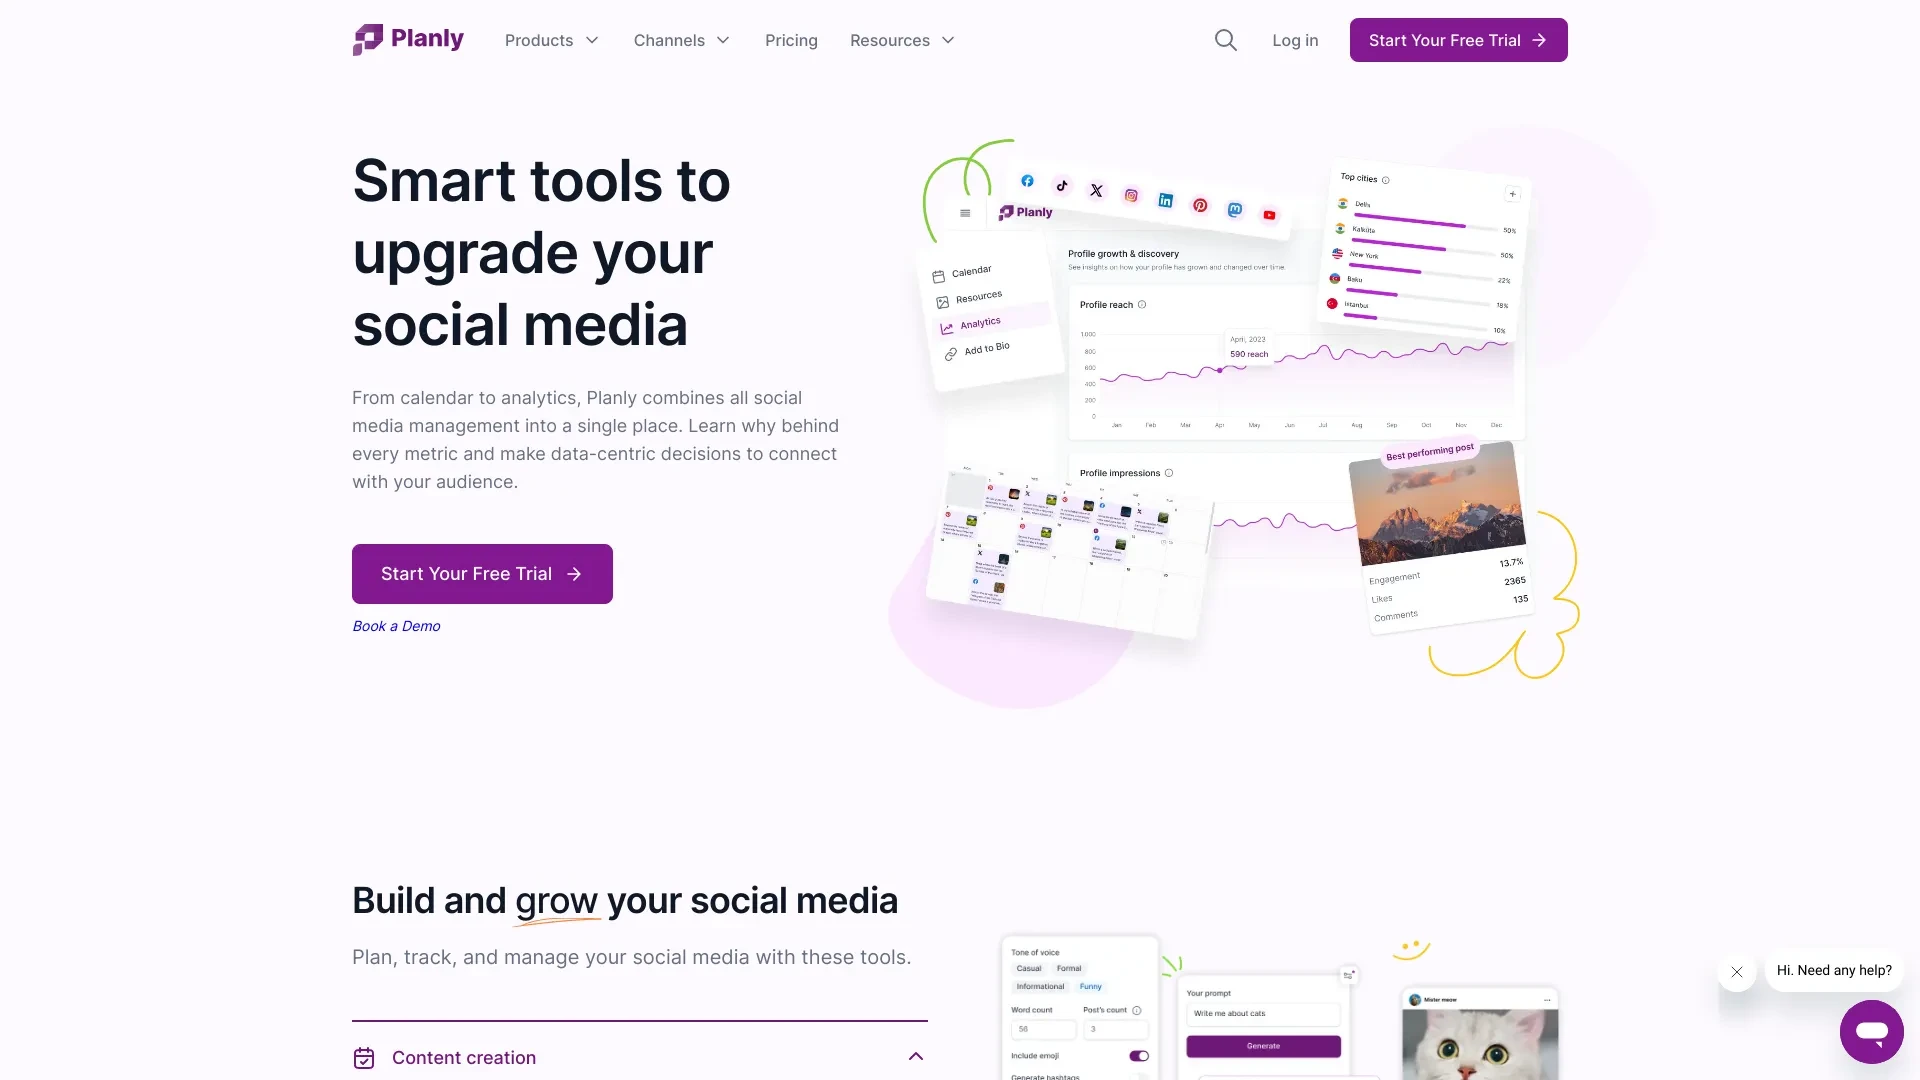 Planly
Products
Channels
Pricing
Resources
Log in
Start Your Free Trial
Smart tools to
upgrade your
social media
From calendar to analytics, Planly combines all social
media management into a single place. Learn why behind
every metric and make data-centric decisions to connect
with your audience.
Start Your Free Trial
Book a Demo
Planly
Calendar
Resources
Analytics
Add to Bio
Profile growth & discovery
See insights on how your profile has grown and changed over time.
Profile reach
1,000
800
600
400
200
0
April, 2023
590 reach
Jan Feb Mar Apr May Jun Jul Aug Sep Oct Nov Dec
Top cities
Delhi 50%
Kalkuta 50%
New York 22%
Baku 18%
Istanbul 10%
Profile impressions
Best performing post
Engagement 13.7%
Likes 2365
Comments 135
Build and grow your social media
Plan, track, and manage your social media with these tools.
Content creation
Tone of voice
Casual Formal
Informational Funny
Word count Post's count
56 3
Include emoji
Generate hashtags
Your prompt
Write me about cats
Generate
Mister meow
Hi. Need any help?